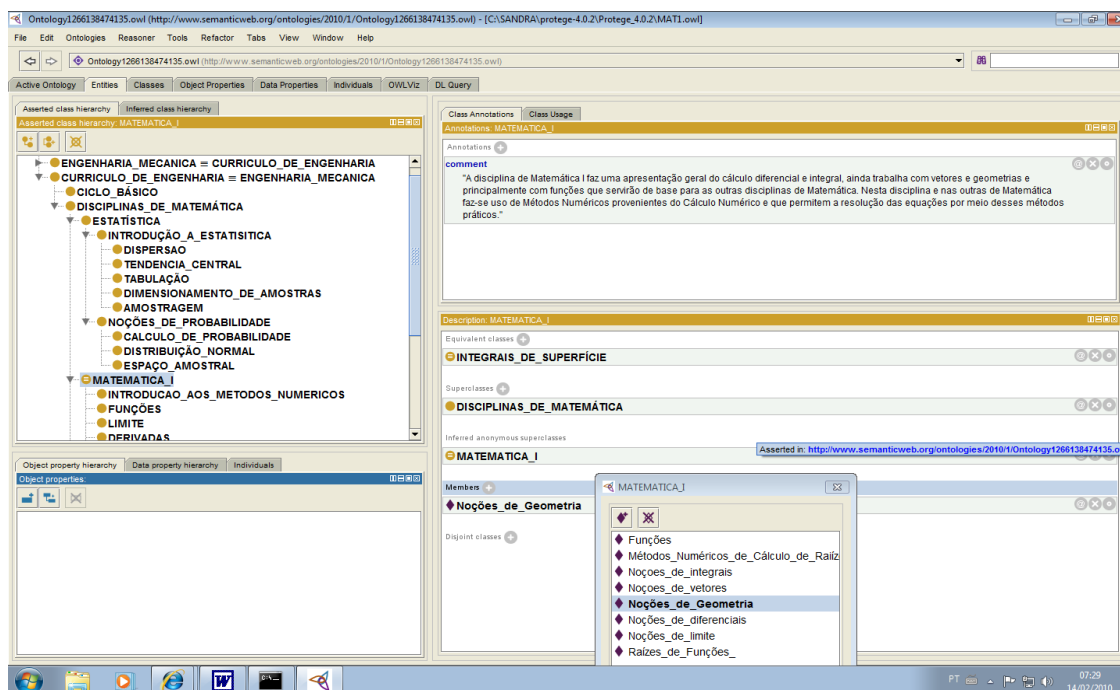 Ontology1266138474135.owl (http://www.semanticweb.org/ontologies/2010/1/Ontology1266138474135.owl) - [C:\SANDRA\protege-4.0.2\Protege_4.0.2\MAT1.owl]
File Edit Ontologies Reasoner Tools Refactor Tabs View Window Help
Ontology1266138474135.owl (http://www.semanticweb.org/ontologies/2010/1/Ontology1266138474135.owl)
Active Ontology Entities Classes Object Properties Data Properties Individuals OWLViz DL Query
Asserted class hierarchy Inferred class hierarchy
Asserted class hierarchy: MATEMATICA_I
ENGENHARIA_MECANICA ≡ CURRICULO_DE_ENGENHARIA
CURRICULO_DE_ENGENHARIA ≡ ENGENHARIA_MECANICA
CICLO_BÁSICO
DISCIPLINAS_DE_MATEMÁTICA
ESTATÍSTICA
INTRODUÇÃO_A_ESTATISITICA
DISPERSAO
TENDENCIA_CENTRAL
TABULAÇÃO
DIMENSIONAMENTO_DE_AMOSTRAS
AMOSTRAGEM
NOÇÕES_DE_PROBABILIDADE
CALCULO_DE_PROBABILIDADE
DISTRIBUIÇÃO_NORMAL
ESPAÇO_AMOSTRAL
MATEMATICA_I
INTRODUCAO_AOS_METODOS_NUMERICOS
FUNÇÕES
LIMITE
DERIVADAS
Object property hierarchy Data property hierarchy Individuals
Object properties:
Class Annotations Class Usage
Annotations: MATEMATICA_I
Annotations
comment
"A disciplina de Matemática I faz uma apresentação geral do cálculo diferencial e integral, ainda trabalha com vetores e geometrias e
principalmente com funções que servirão de base para as outras disciplinas de Matemática. Nesta disciplina e nas outras de Matemática
faz-se uso de Métodos Numéricos provenientes do Cálculo Numérico e que permitem a resolução das equações por meio desses métodos
práticos."
Description: MATEMATICA_I
Equivalent classes
INTEGRAIS_DE_SUPERFÍCIE
Superclasses
DISCIPLINAS_DE_MATEMÁTICA
Inferred anonymous superclasses
Asserted in: http://www.semanticweb.org/ontologies/2010/1/Ontology1266138474135.o
MATEMATICA_I
Members
Noções_de_Geometria
Disjoint classes
MATEMATICA_I
Funções
Métodos_Numéricos_de_Cálculo_de_Raíz
Noçoes_de_integrais
Noçoes_de_vetores
Noções_de_Geometria
Noções_de_diferenciais
Noções_de_limite
Raízes_de_Funções_
W
PT
07:29
14/02/2010